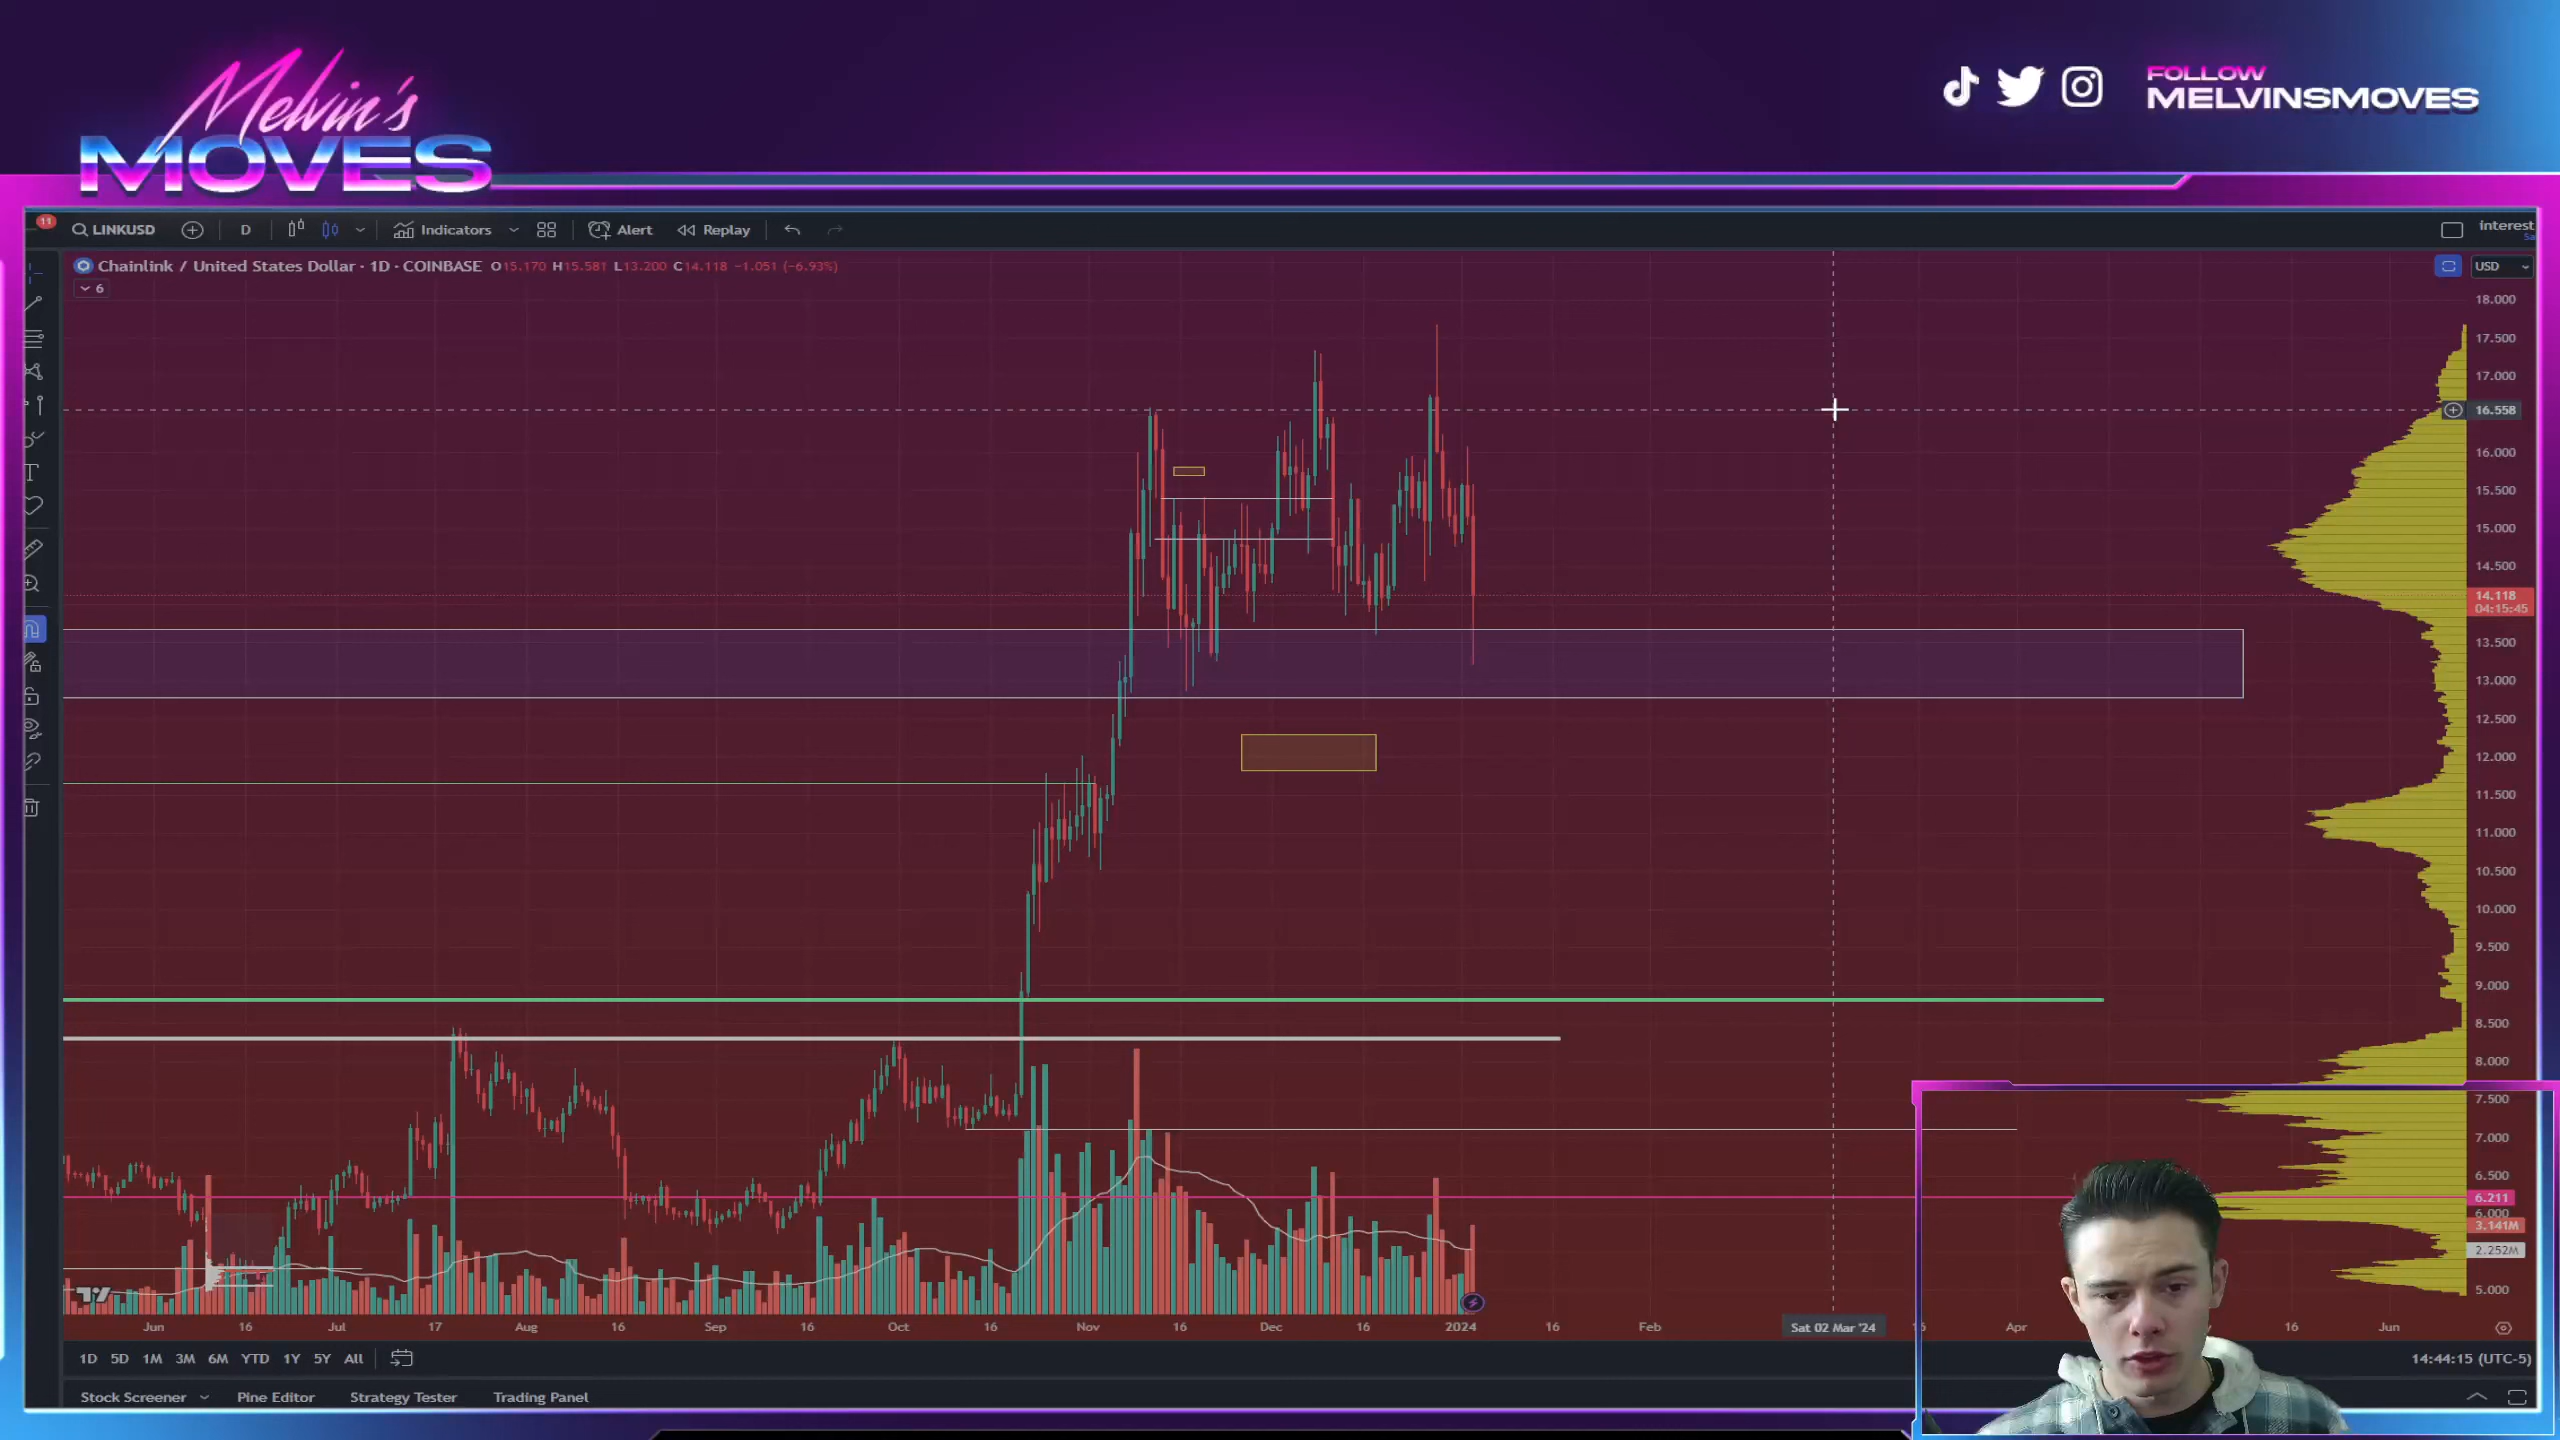 Melvin's
MOVES
FOLLOW
MELVINSMOVES
11
LINKUSD
D
Indicators
Alert
Replay
interest
Chainlink / United States Dollar · 1D · COINBASE O15.170 H15.581 L13.200 C14.118 −1.051 (−6.93%)
USD
6
18.000
17.500
17.000
16.558
16.000
15.500
15.000
14.500
14.118
04:15:45
13.500
13.000
12.500
12.000
11.500
11.000
10.500
10.000
9.500
9.000
8.500
8.000
7.500
7.000
6.500
6.211
6.000
3.141M
2.252M
5.000
Jun 16 Jul 17 Aug 16 Sep 16 Oct 16 Nov 16 Dec 16 2024 16 Feb Sat 02 Mar '24 Apr 16 Jun
1D 5D 1M 3M 6M YTD 1Y 5Y All
14:44:15 (UTC-5)
Stock Screener Pine Editor Strategy Tester Trading Panel